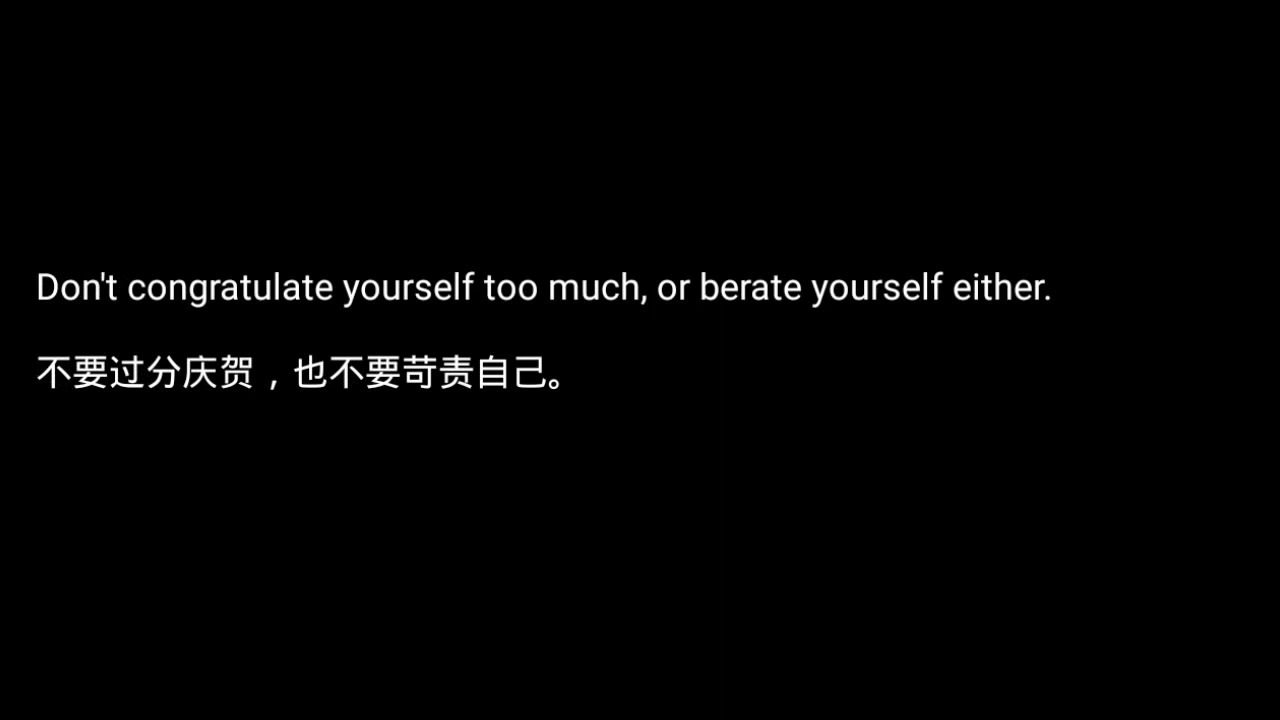 Don't congratulate yourself too much, or berate yourself either.
不要过分庆贺，也不要苛责自己。